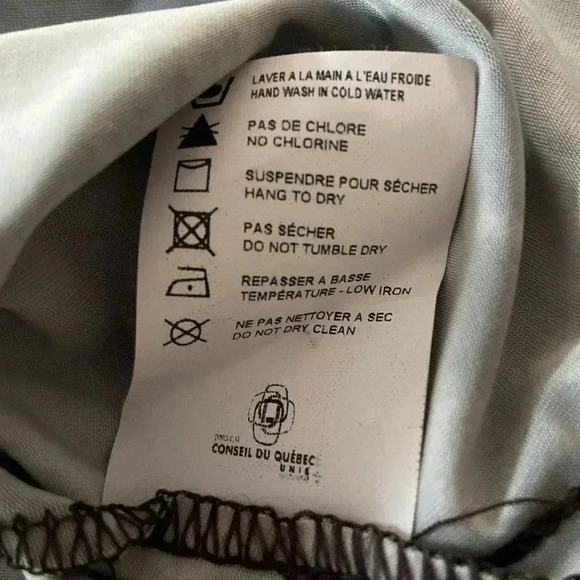 LAVER A LA MAIN A L'EAU FROIDE
HAND WASH IN COLD WATER
PAS DE CHLORE
NO CHLORINE
SUSPENDRE POUR SÉCHER
HANG TO DRY
PAS SÉCHER
DO NOT TUMBLE DRY
REPASSER A BASSE
TEMPÉRATURE - LOW IRON
NE PAS NETTOYER A SEC
DO NOT DRY CLEAN
CONSEIL DU QUÉBEC
UNI